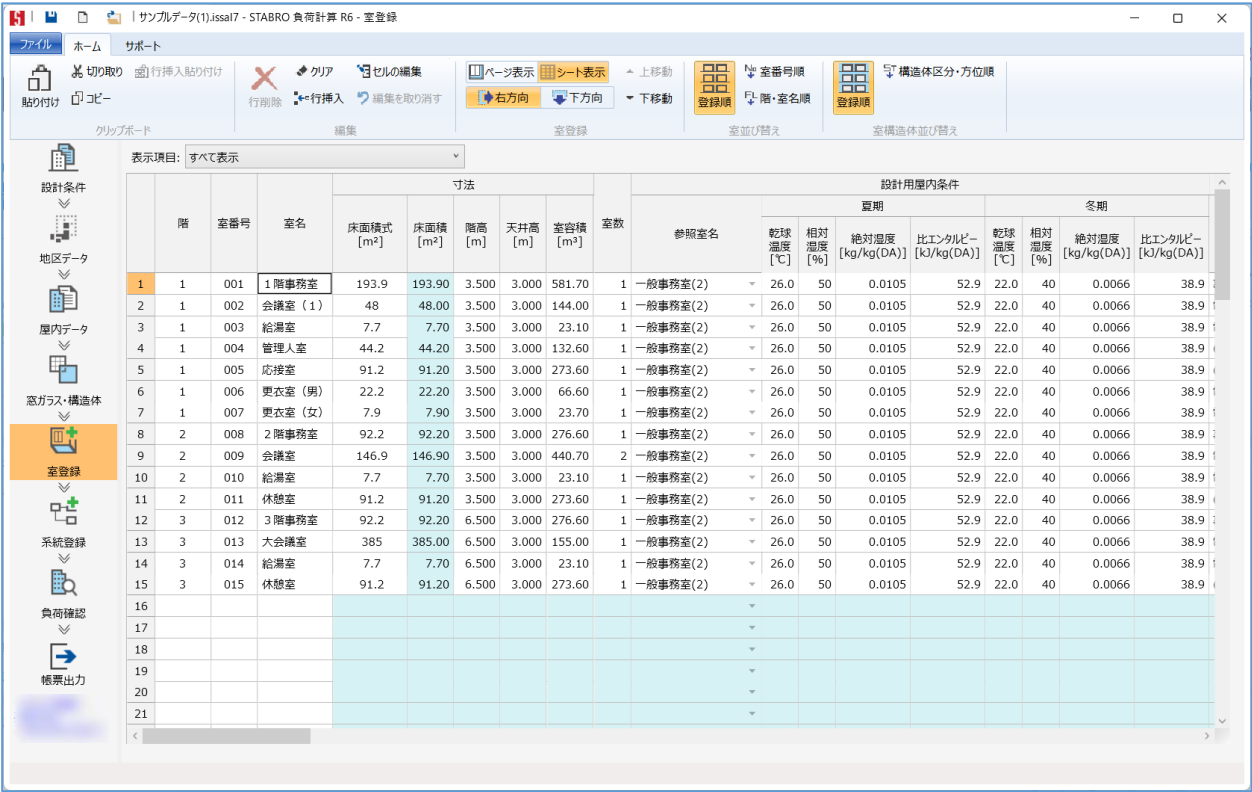 サンプルデータ(1).issal7 - STABRO 負荷計算 R6 - 室登録
ファイル ホーム サポート
貼り付け 切り取り コピー 行挿入貼り付け
行削除 クリア 行挿入 セルの編集 編集を取り消す
ページ表示 シート表示 右方向 下方向 上移動 下移動
登録順 室番号順 階・室名順
登録順 構造体区分・方位順
クリップボード 編集 室登録 室並び替え 室構造体並び替え
設計条件
地区データ
屋内データ
窓ガラス・構造体
室登録
系統登録
負荷確認
帳票出力
表示項目: すべて表示
寸法 設計用屋内条件
夏期 冬期
階 室番号 室名 床面積式 [m²] 床面積 [m²] 階高 [m] 天井高 [m] 室容積 [m³] 室数 参照室名 乾球温度 [℃] 相対湿度 [%] 絶対湿度 [kg/kg(DA)] 比エンタルピー [kJ/kg(DA)] 乾球温度 [℃] 相対湿度 [%] 絶対湿度 [kg/kg(DA)] 比エンタルピー [kJ/kg(DA)]
1 1 001 1階事務室 193.9 193.90 3.500 3.000 581.70 1 一般事務室(2) 26.0 50 0.0105 52.9 22.0 40 0.0066 38.9
2 1 002 会議室（1） 48 48.00 3.500 3.000 144.00 1 一般事務室(2) 26.0 50 0.0105 52.9 22.0 40 0.0066 38.9
3 1 003 給湯室 7.7 7.70 3.500 3.000 23.10 1 一般事務室(2) 26.0 50 0.0105 52.9 22.0 40 0.0066 38.9
4 1 004 管理人室 44.2 44.20 3.500 3.000 132.60 1 一般事務室(2) 26.0 50 0.0105 52.9 22.0 40 0.0066 38.9
5 1 005 応接室 91.2 91.20 3.500 3.000 273.60 1 一般事務室(2) 26.0 50 0.0105 52.9 22.0 40 0.0066 38.9
6 1 006 更衣室（男） 22.2 22.20 3.500 3.000 66.60 1 一般事務室(2) 26.0 50 0.0105 52.9 22.0 40 0.0066 38.9
7 1 007 更衣室（女） 7.9 7.90 3.500 3.000 23.70 1 一般事務室(2) 26.0 50 0.0105 52.9 22.0 40 0.0066 38.9
8 2 008 2階事務室 92.2 92.20 3.500 3.000 276.60 1 一般事務室(2) 26.0 50 0.0105 52.9 22.0 40 0.0066 38.9
9 2 009 会議室 146.9 146.90 3.500 3.000 440.70 2 一般事務室(2) 26.0 50 0.0105 52.9 22.0 40 0.0066 38.9
10 2 010 給湯室 7.7 7.70 3.500 3.000 23.10 1 一般事務室(2) 26.0 50 0.0105 52.9 22.0 40 0.0066 38.9
11 2 011 休憩室 91.2 91.20 3.500 3.000 273.60 1 一般事務室(2) 26.0 50 0.0105 52.9 22.0 40 0.0066 38.9
12 3 012 3階事務室 92.2 92.20 6.500 3.000 276.60 1 一般事務室(2) 26.0 50 0.0105 52.9 22.0 40 0.0066 38.9
13 3 013 大会議室 385 385.00 6.500 3.000 155.00 1 一般事務室(2) 26.0 50 0.0105 52.9 22.0 40 0.0066 38.9
14 3 014 給湯室 7.7 7.70 6.500 3.000 23.10 1 一般事務室(2) 26.0 50 0.0105 52.9 22.0 40 0.0066 38.9
15 3 015 休憩室 91.2 91.20 6.500 3.000 273.60 1 一般事務室(2) 26.0 50 0.0105 52.9 22.0 40 0.0066 38.9
16
17
18
19
20
21